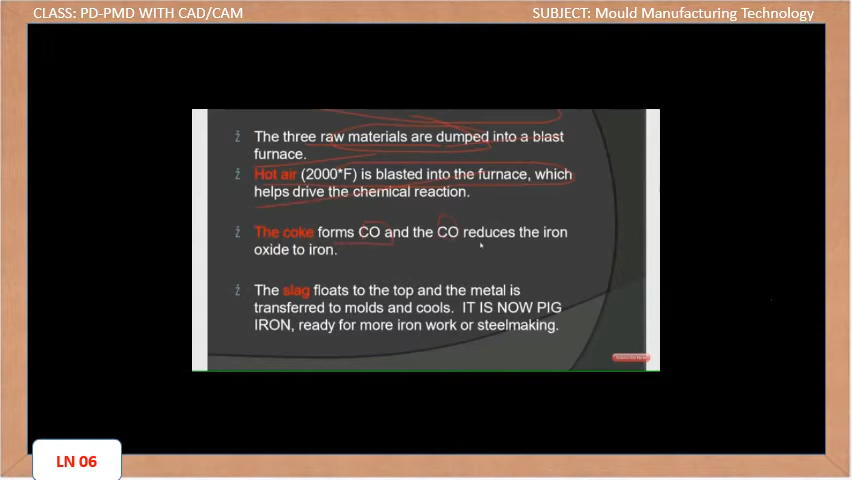 CLASS: PD-PMD WITH CAD/CAM
SUBJECT: Mould Manufacturing Technology
The three raw materials are dumped into a blast
furnace.
Hot air (2000*F) is blasted into the furnace, which
helps drive the chemical reaction.
The coke forms CO and the CO reduces the iron
oxide to iron.
The slag floats to the top and the metal is
transferred to molds and cools. IT IS NOW PIG
IRON, ready for more iron work or steelmaking.
LN 06